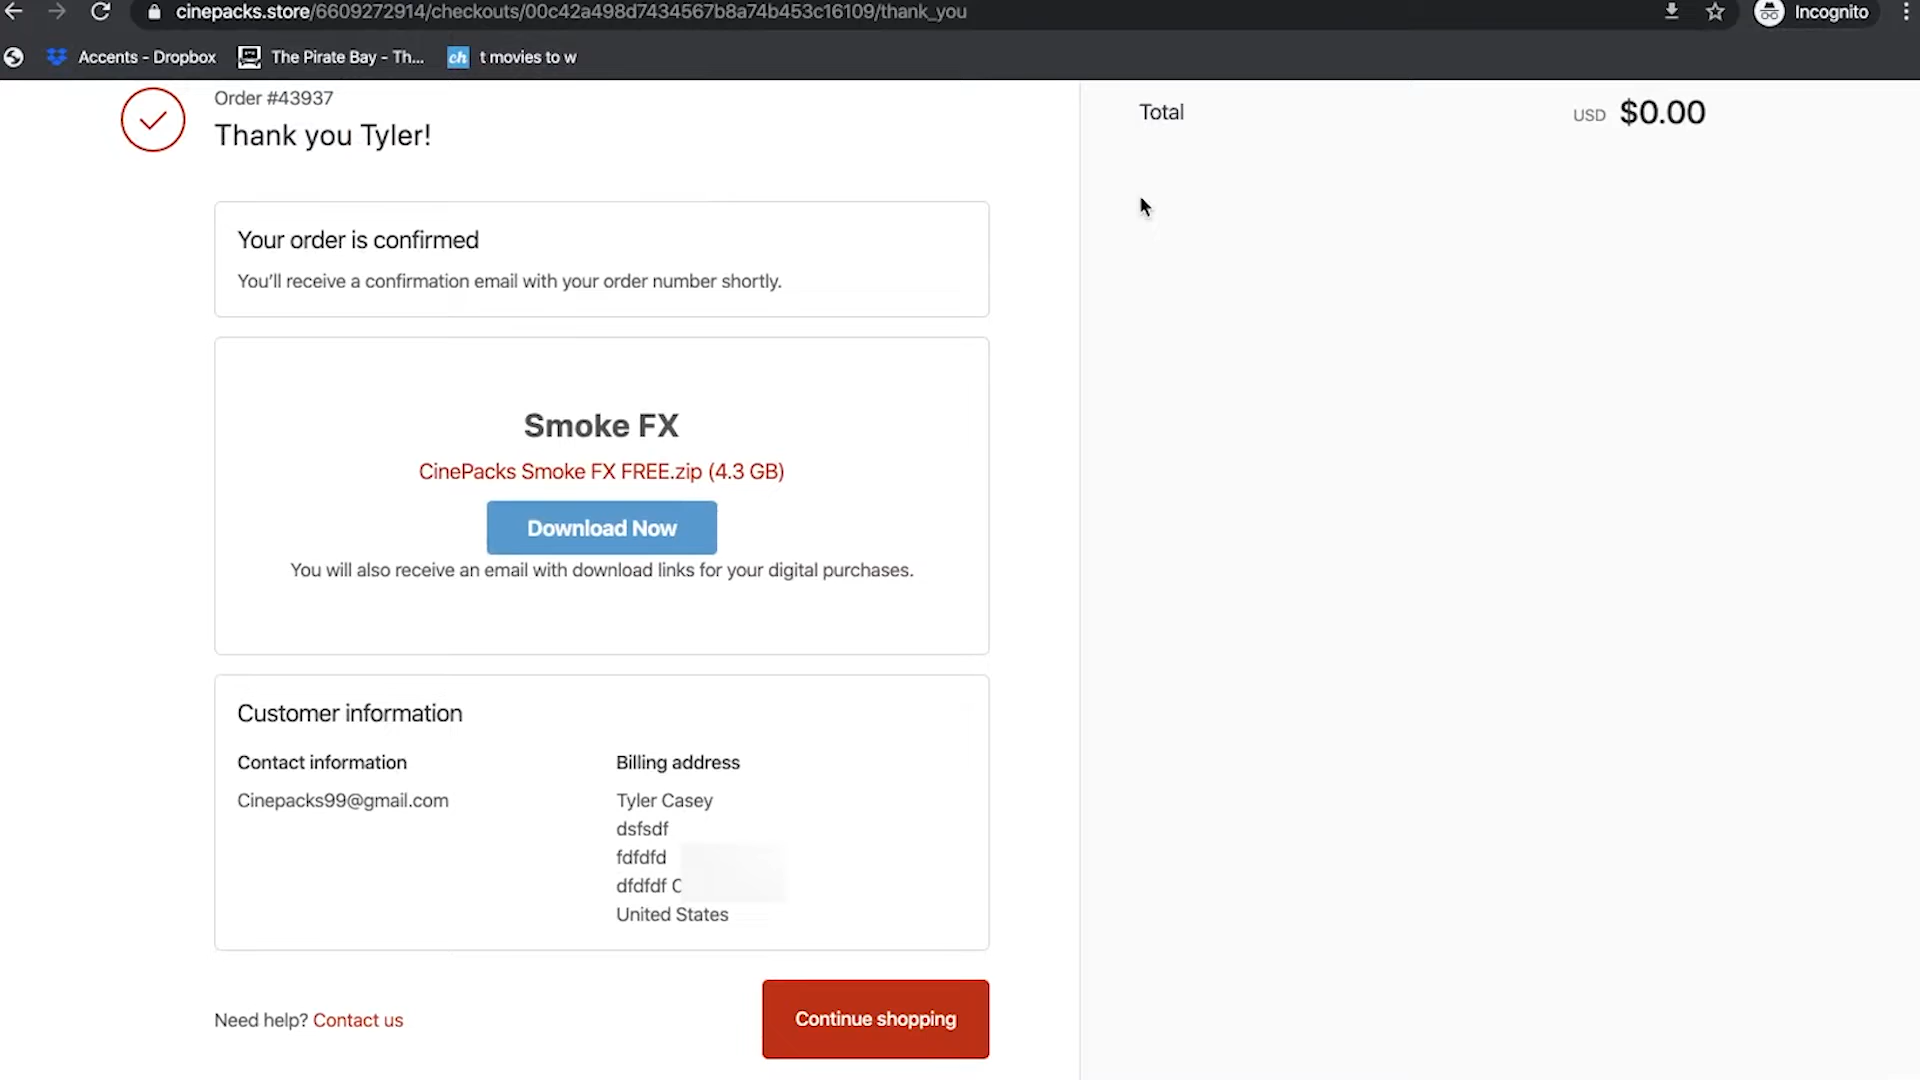 cinepacks.store/6609272914/checkouts/00c42a498d7434567b8a74b453c16109/thank_you
Incognito
Accents - Dropbox
The Pirate Bay - Th...
ch
t movies to w
Order #43937
Thank you Tyler!
Total
USD $0.00
Your order is confirmed
You'll receive a confirmation email with your order number shortly.
Smoke FX
CinePacks Smoke FX FREE.zip (4.3 GB)
Download Now
You will also receive an email with download links for your digital purchases.
Customer information
Contact information
Cinepacks99@gmail.com
Billing address
Tyler Casey
dsfsdf
fdfdfd
dfdfdf C
United States
Need help? Contact us
Continue shopping